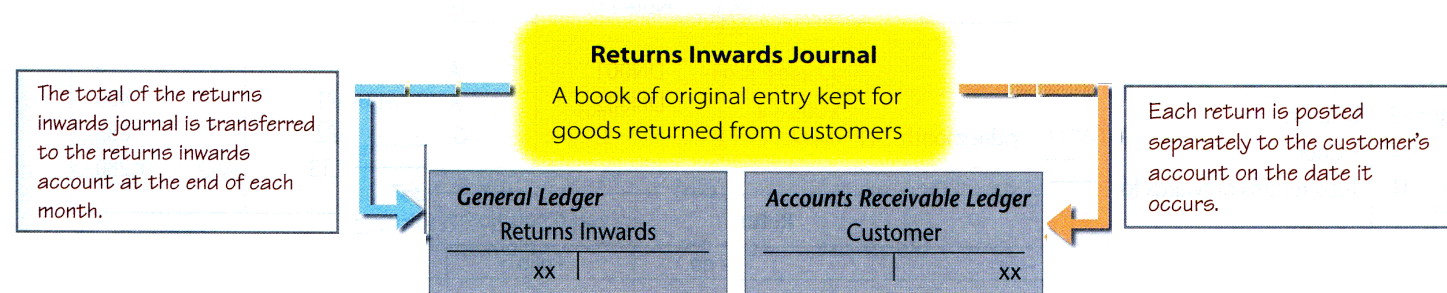 Returns Inwards Journal
A book of original entry kept for
goods returned from customers
The total of the returns
inwards journal is transferred
to the returns inwards
account at the end of each
month.
Each return is posted
separately to the customer's
account on the date it
occurs.
General Ledger
Returns Inwards
xx
Accounts Receivable Ledger
Customer
xx